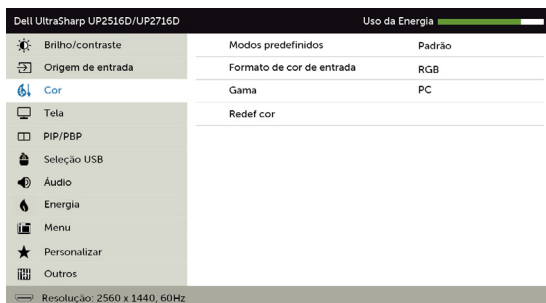 Dell UltraSharp UP2516D/UP2716D Uso da Energia
Brilho/contraste Modos predefinidos Padrão
Origem de entrada Formato de cor de entrada RGB
Cor Gama PC
Tela Redef cor
PIP/PBP
Seleção USB
Áudio
Energia
Menu
Personalizar
Outros
Resolução: 2560 x 1440, 60Hz